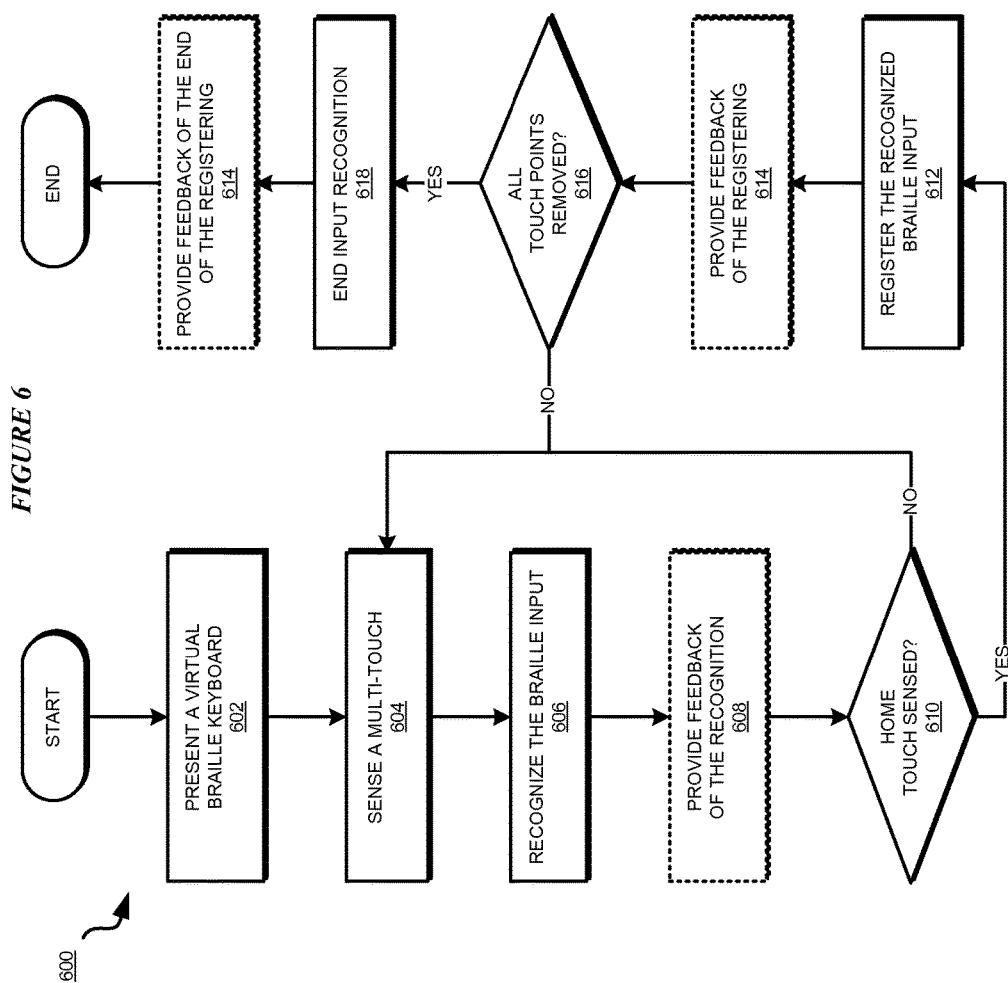 FIGURE 6
600
START
PRESENT A VIRTUAL
BRAILLE KEYBOARD
602
SENSE A MULTI-TOUCH
604
RECOGNIZE THE BRAILLE INPUT
606
PROVIDE FEEDBACK
OF THE RECOGNITION
608
HOME
TOUCH SENSED?
610
NO
YES
REGISTER THE RECOGNIZED
BRAILLE INPUT
612
PROVIDE FEEDBACK
OF THE REGISTERING
614
ALL
TOUCH POINTS
REMOVED?
616
NO
YES
END INPUT RECOGNITION
618
PROVIDE FEEDBACK OF THE END
OF THE REGISTERING
614
END